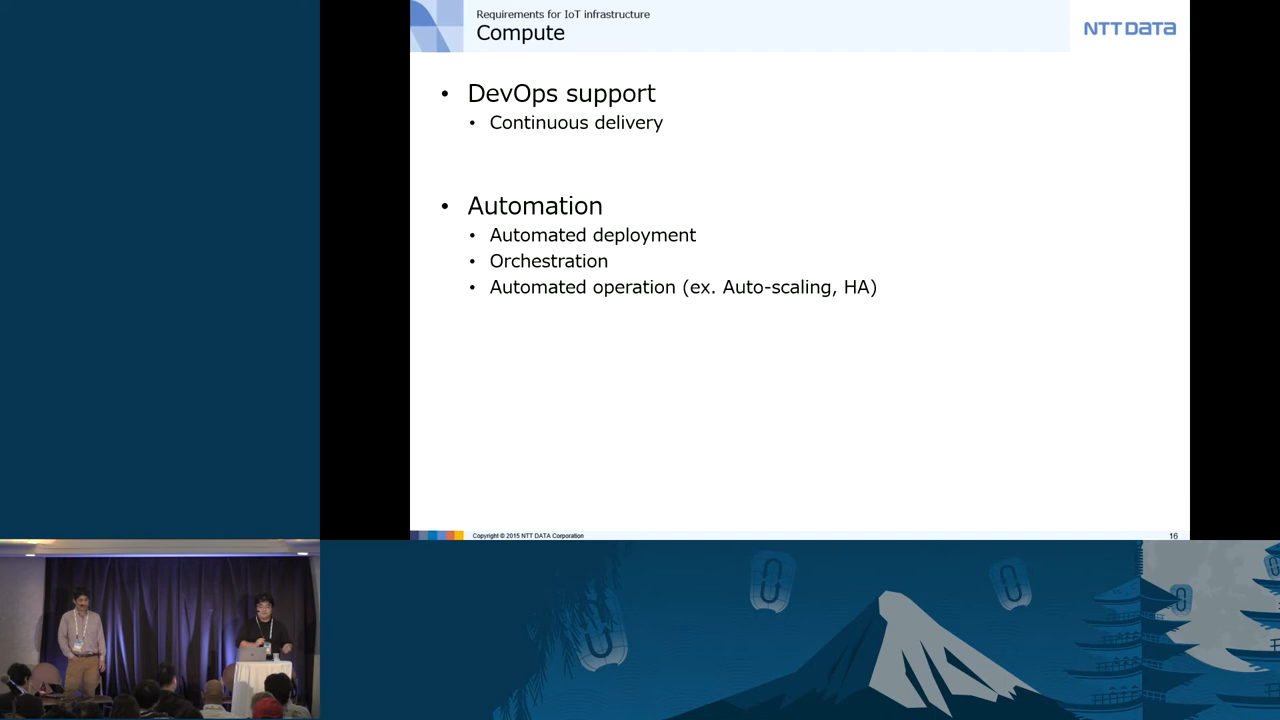 Requirements for IoT infrastructure
Compute
NTT DATA
• DevOps support
• Continuous delivery
• Automation
• Automated deployment
• Orchestration
• Automated operation (ex. Auto-scaling, HA)
Copyright © 2015 NTT DATA Corporation
16